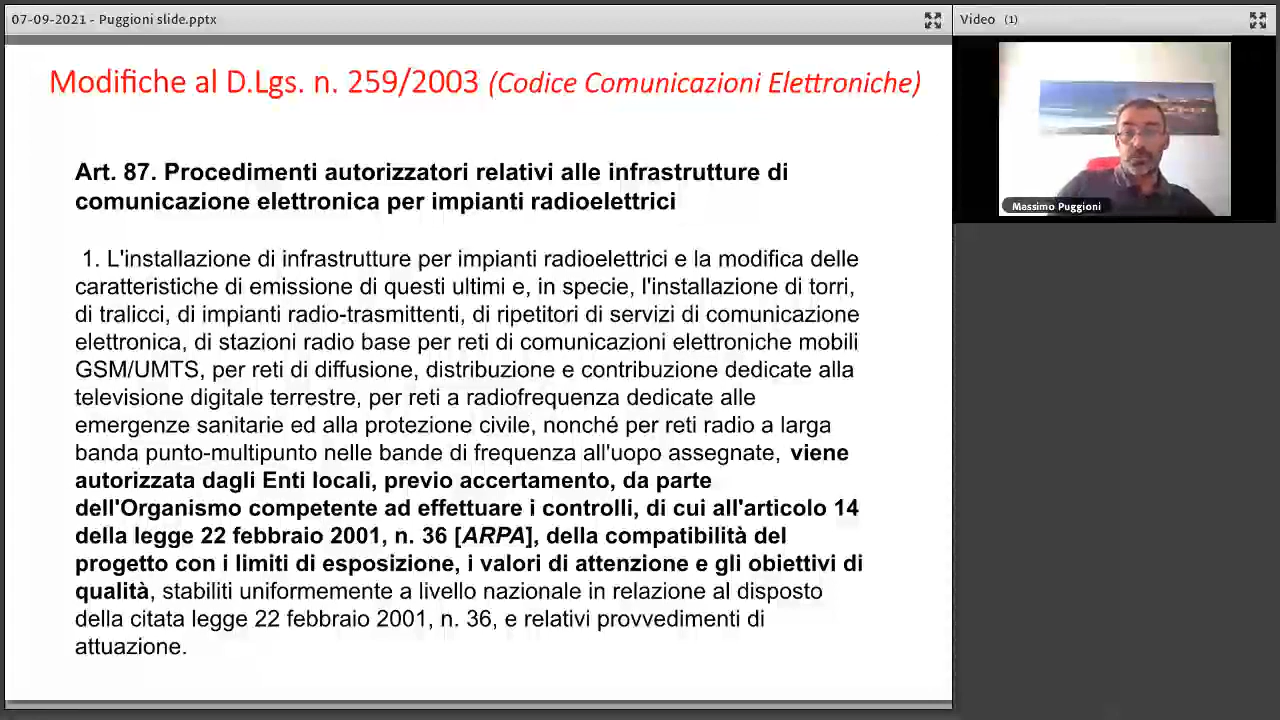 07-09-2021 - Puggioni slide.pptx
Video (1)
Modifiche al D.Lgs. n. 259/2003 (Codice Comunicazioni Elettroniche)
Art. 87. Procedimenti autorizzatori relativi alle infrastrutture di
comunicazione elettronica per impianti radioelettrici
1. L'installazione di infrastrutture per impianti radioelettrici e la modifica delle
caratteristiche di emissione di questi ultimi e, in specie, l'installazione di torri,
di tralicci, di impianti radio-trasmittenti, di ripetitori di servizi di comunicazione
elettronica, di stazioni radio base per reti di comunicazioni elettroniche mobili
GSM/UMTS, per reti di diffusione, distribuzione e contribuzione dedicate alla
televisione digitale terrestre, per reti a radiofrequenza dedicate alle
emergenze sanitarie ed alla protezione civile, nonché per reti radio a larga
banda punto-multipunto nelle bande di frequenza all'uopo assegnate, viene
autorizzata dagli Enti locali, previo accertamento, da parte
dell'Organismo competente ad effettuare i controlli, di cui all'articolo 14
della legge 22 febbraio 2001, n. 36 [ARPA], della compatibilità del
progetto con i limiti di esposizione, i valori di attenzione e gli obiettivi di
qualità, stabiliti uniformemente a livello nazionale in relazione al disposto
della citata legge 22 febbraio 2001, n. 36, e relativi provvedimenti di
attuazione.
Massimo Puggioni